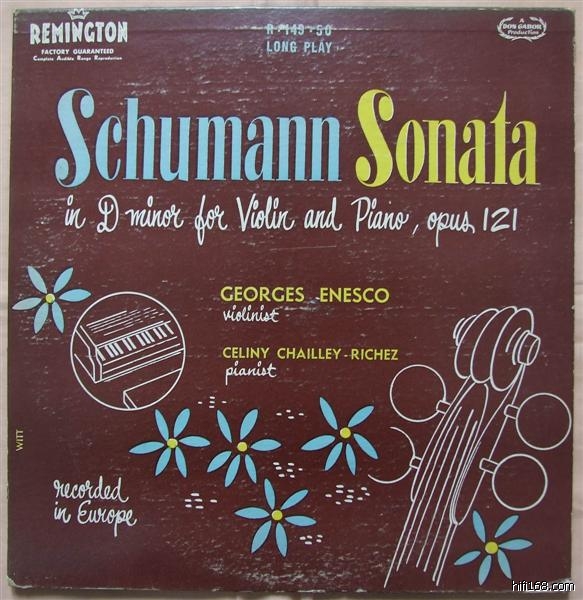 REMINGTON
FACTORY GUARANTEED
Complete Audible Range Reproduction
R-149-50
LONG PLAY
A
DON GABOR
Production
Schumann Sonata
in D minor for Violin and Piano, opus 121
GEORGES ENESCO
violinist
CELINY CHAILLEY-RICHEZ
pianist
WITT
recorded
in Europe
hifi168.com